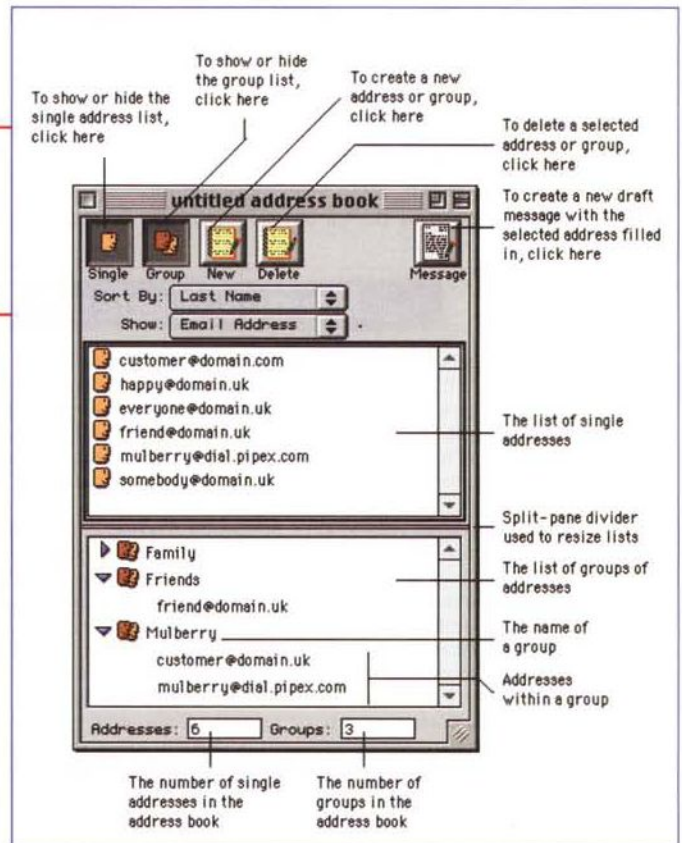 To show or hide the
single address list,
click here
To show or hide
the group list,
click here
To create a new
address or group,
click here
To delete a selected
address or group,
click here
To create a new draft
message with the
selected address filled
in, click here
untitled address book
Single Group New Delete Message
Sort By: Last Name
Show: Email Address
customer@domain.com
happy@domain.uk
everyone@domain.uk
friend@domain.uk
mulberry@dial.pipex.com
somebody@domain.uk
The list of single
addresses
Split-pane divider
used to resize lists
Family
Friends
friend@domain.uk
Mulberry
customer@domain.uk
mulberry@dial.pipex.com
The list of groups of
addresses
The name of
a group
Addresses
within a group
Addresses: 6 Groups: 3
The number of single
addresses in the
address book
The number of
groups in the
address book